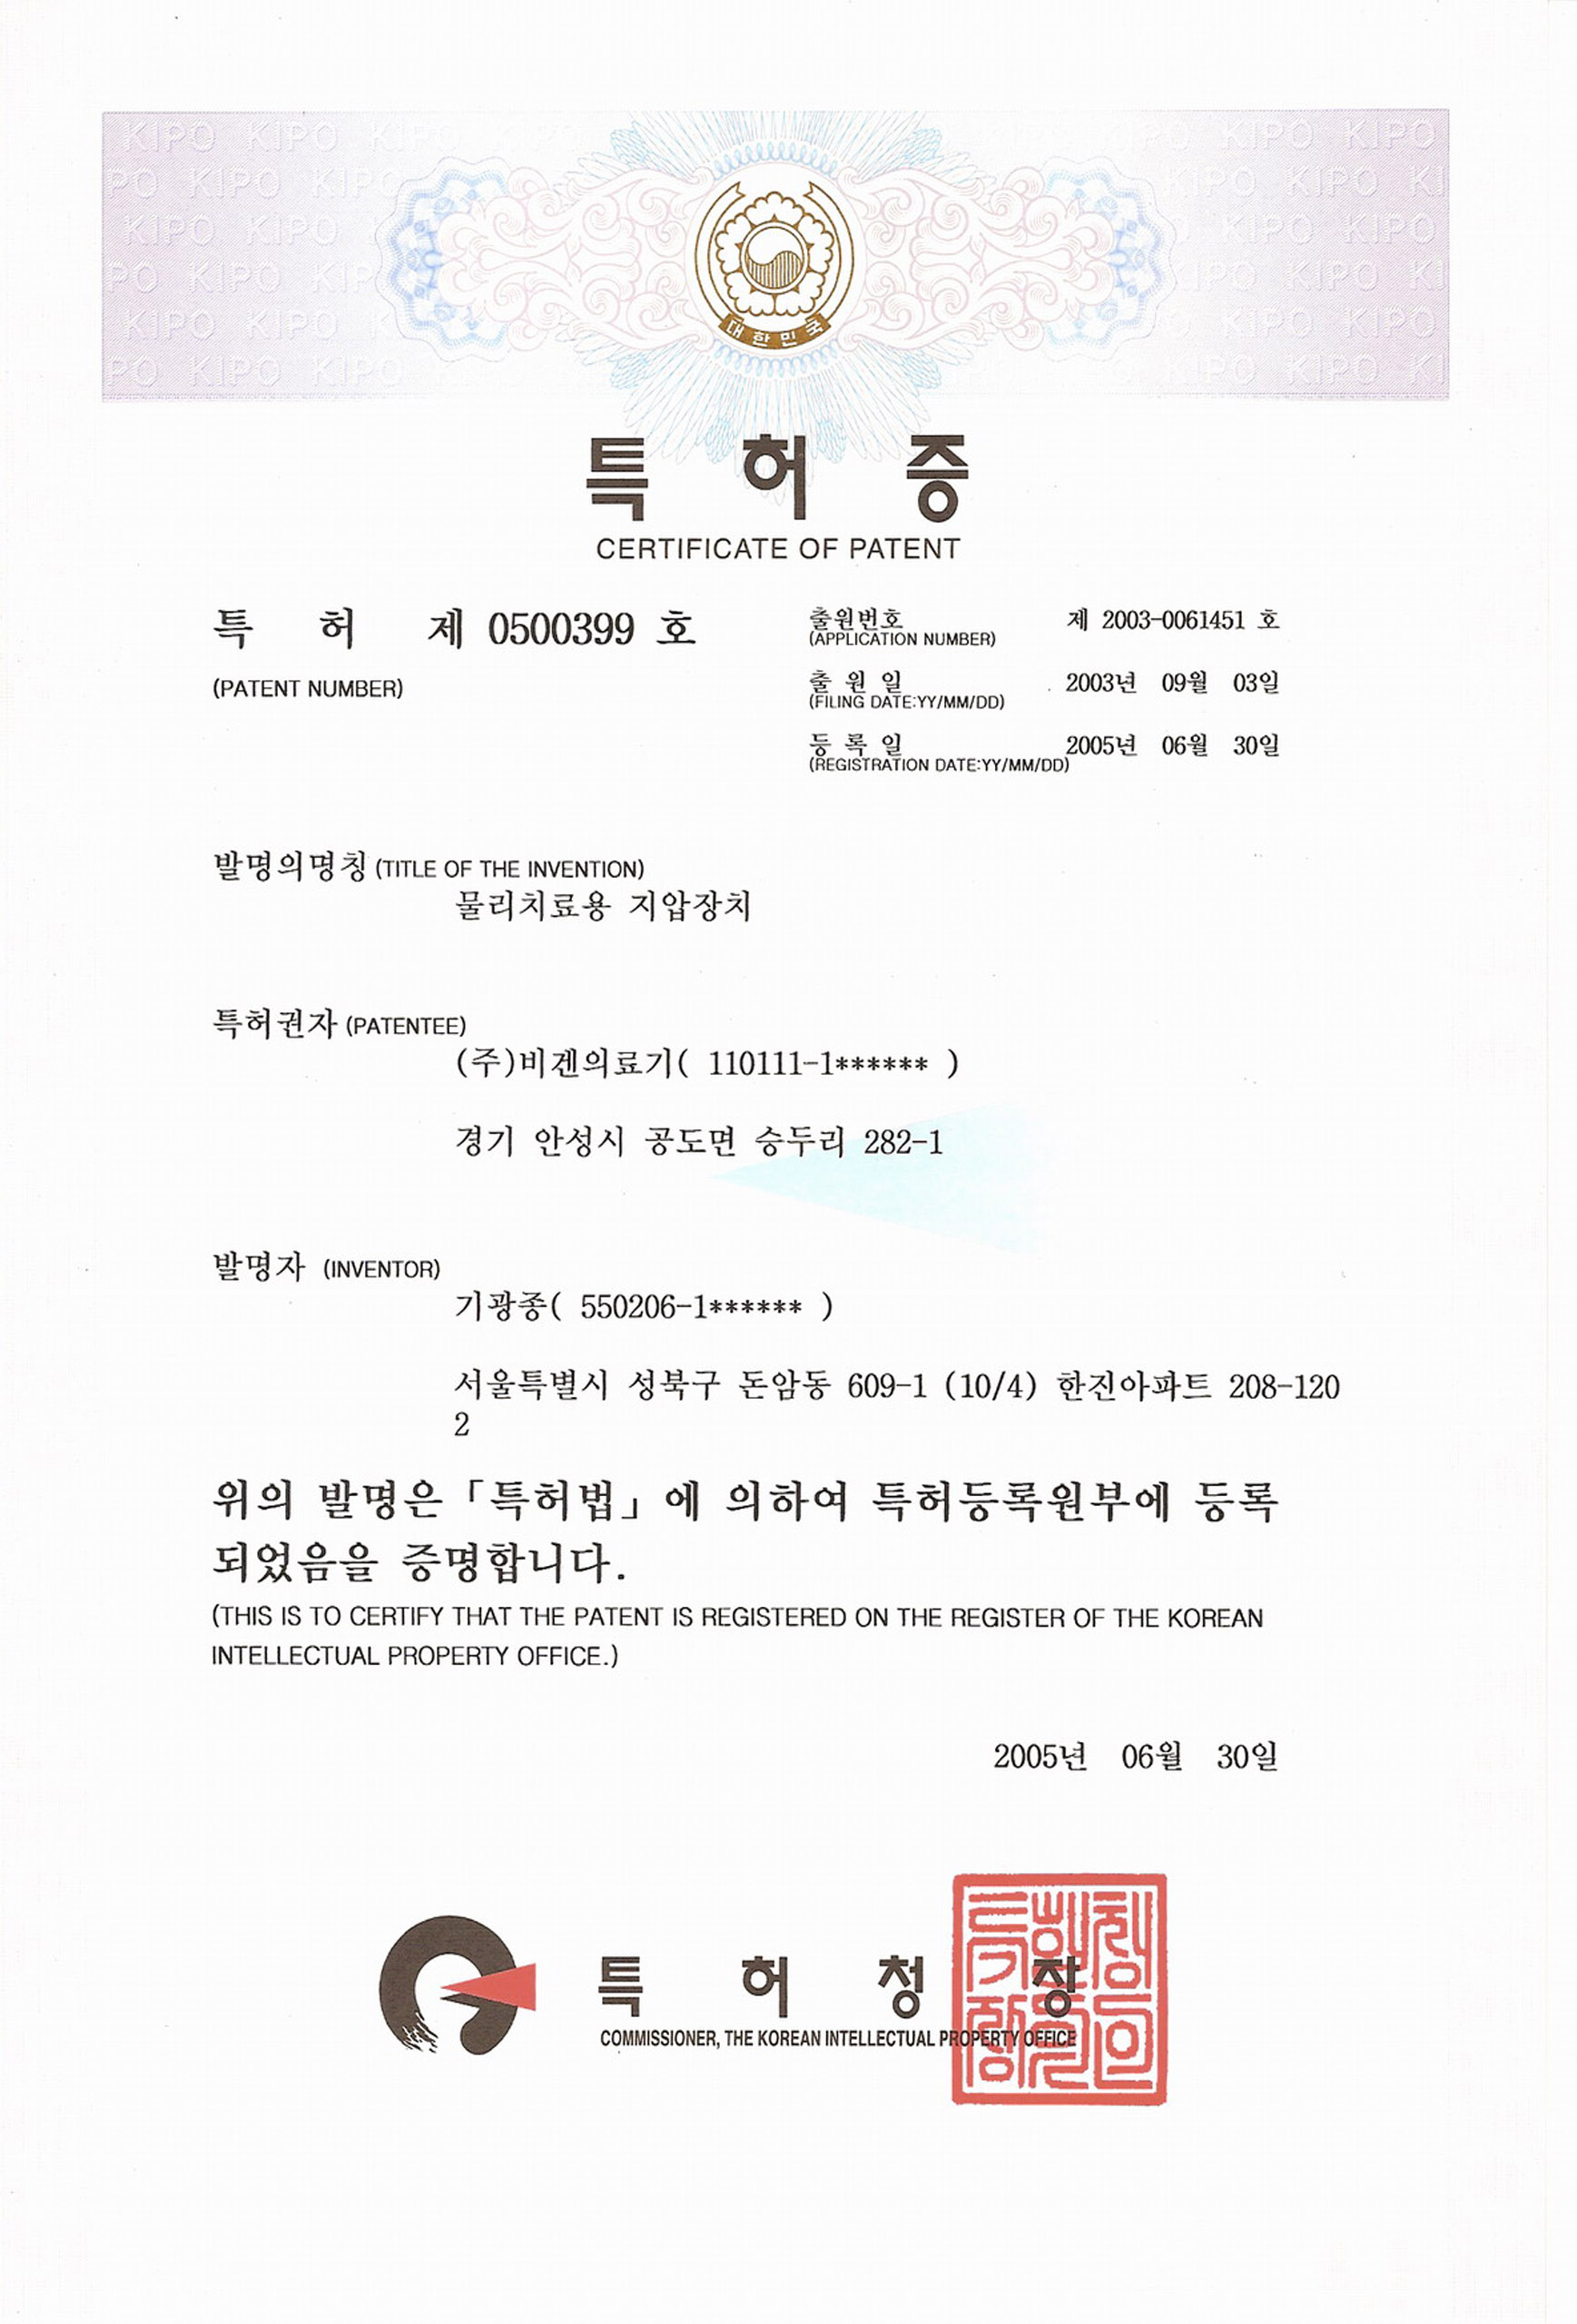 대한민국
특 허 증
CERTIFICATE OF PATENT
특 허 제 0500399 호
(PATENT NUMBER)
출원번호 제 2003-0061451 호
(APPLICATION NUMBER)
출 원 일 2003년 09월 03일
(FILING DATE:YY/MM/DD)
등 록 일 2005년 06월 30일
(REGISTRATION DATE:YY/MM/DD)
발명의명칭 (TITLE OF THE INVENTION)
물리치료용 지압장치
특허권자 (PATENTEE)
(주)비겐의료기( 110111-1****** )
경기 안성시 공도면 승두리 282-1
발명자 (INVENTOR)
기광종( 550206-1****** )
서울특별시 성북구 돈암동 609-1 (10/4) 한진아파트 208-120
2
위의 발명은 「특허법」에 의하여 특허등록원부에 등록
되었음을 증명합니다.
(THIS IS TO CERTIFY THAT THE PATENT IS REGISTERED ON THE REGISTER OF THE KOREAN
INTELLECTUAL PROPERTY OFFICE.)
2005년 06월 30일
특 허 청 장
COMMISSIONER, THE KOREAN INTELLECTUAL PROPERTY OFFICE